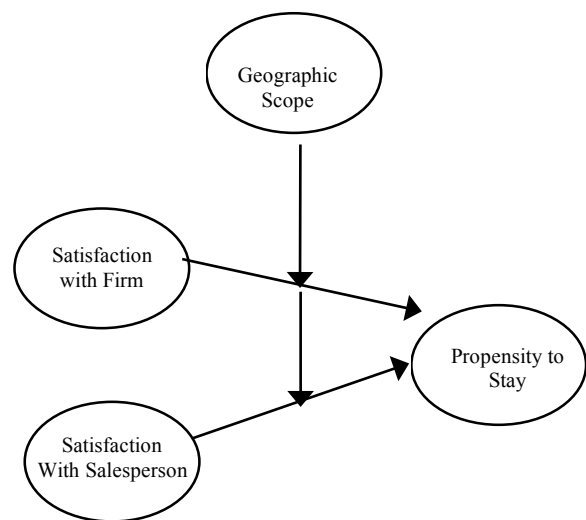 Geographic
Scope
Satisfaction
with Firm
Propensity to
Stay
Satisfaction
With Salesperson